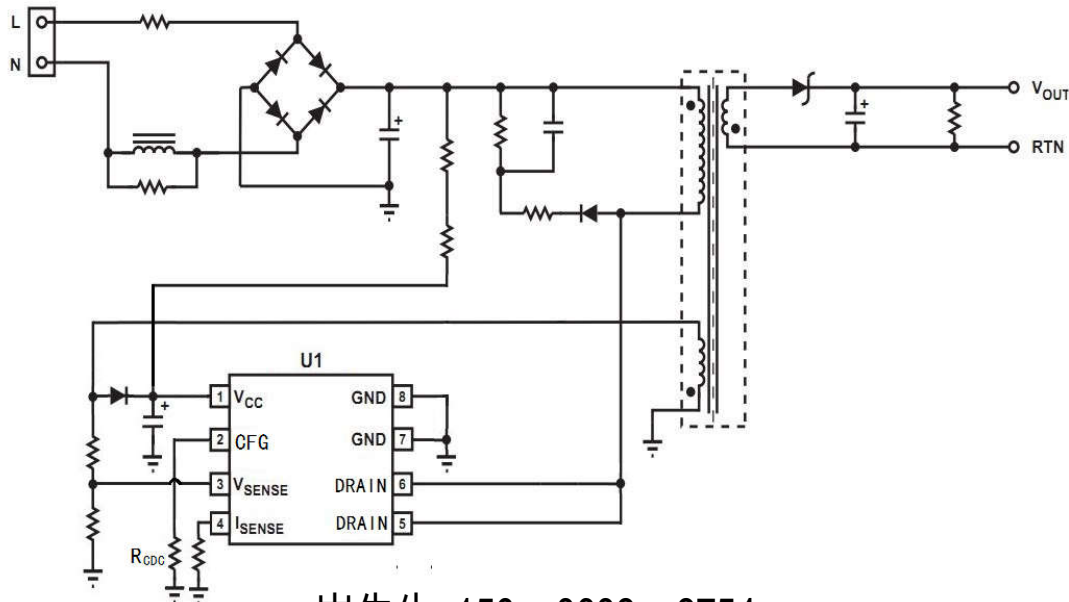 L
N
VOUT
RTN
U1
1 VCC
GND 8
2 CFG
GND 7
3 VSENSE
DRAIN 6
4 ISENSE
DRAIN 5
RCDC
+
+
+